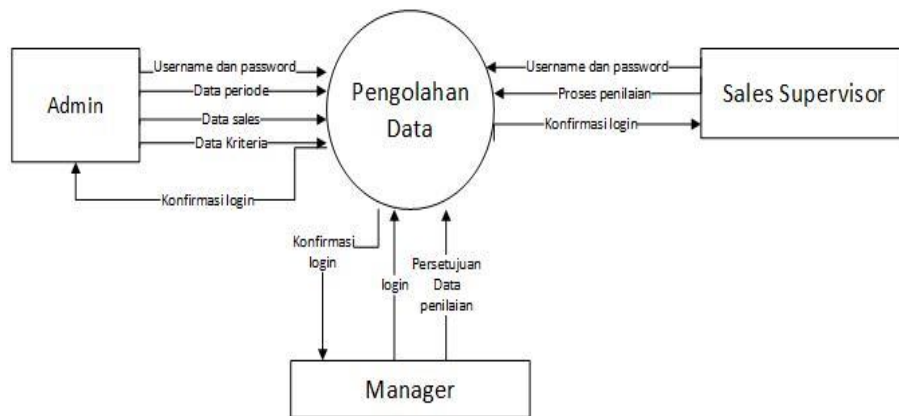 Admin
Username dan password
Data periode
Data sales
Data Kriteria
Konfirmasi login
Pengolahan
Data
Username dan password
Proses penilaian
Konfirmasi login
Sales Supervisor
Konfirmasi
login
login
Persetujuan
Data
penilaian
Manager